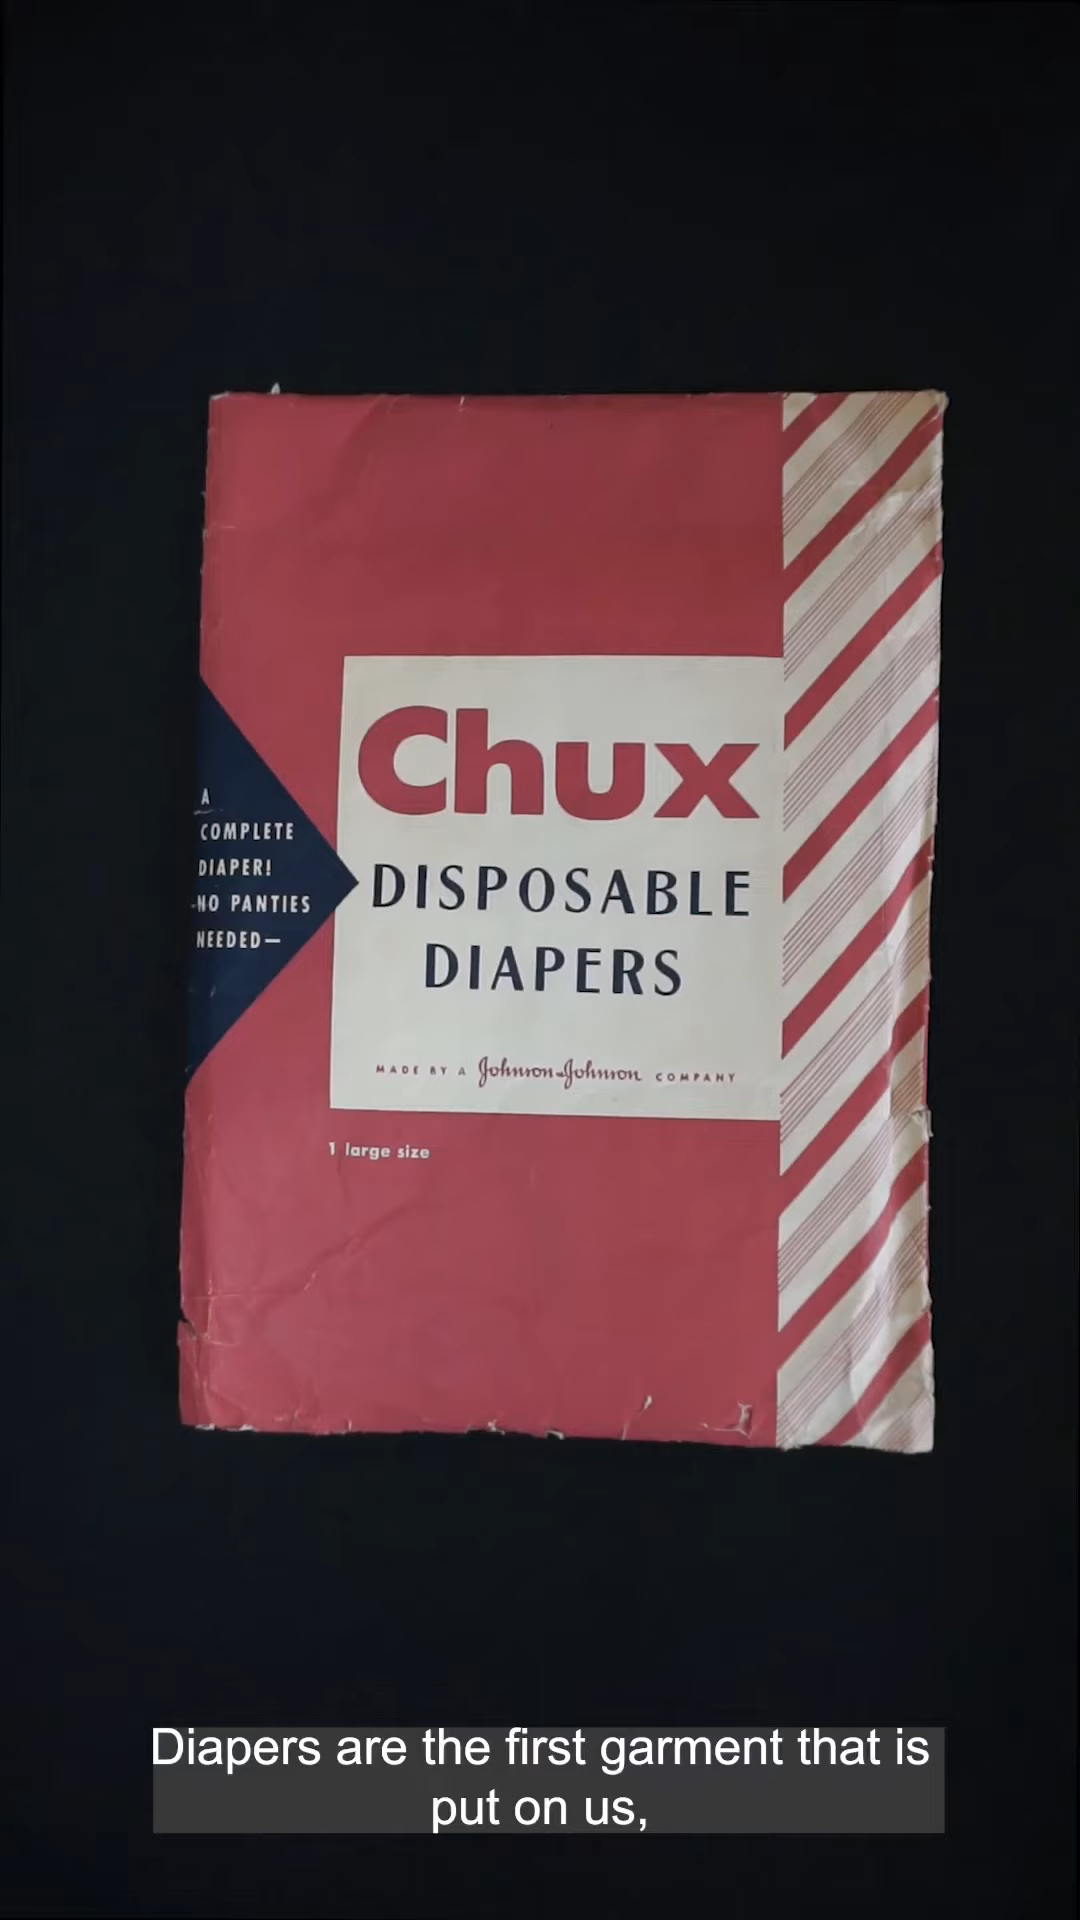 A
COMPLETE
DIAPER!
NO PANTIES
NEEDED—
Chux
DISPOSABLE
DIAPERS
MADE BY A Johnson & Johnson COMPANY
1 large size
Diapers are the first garment that is
put on us,